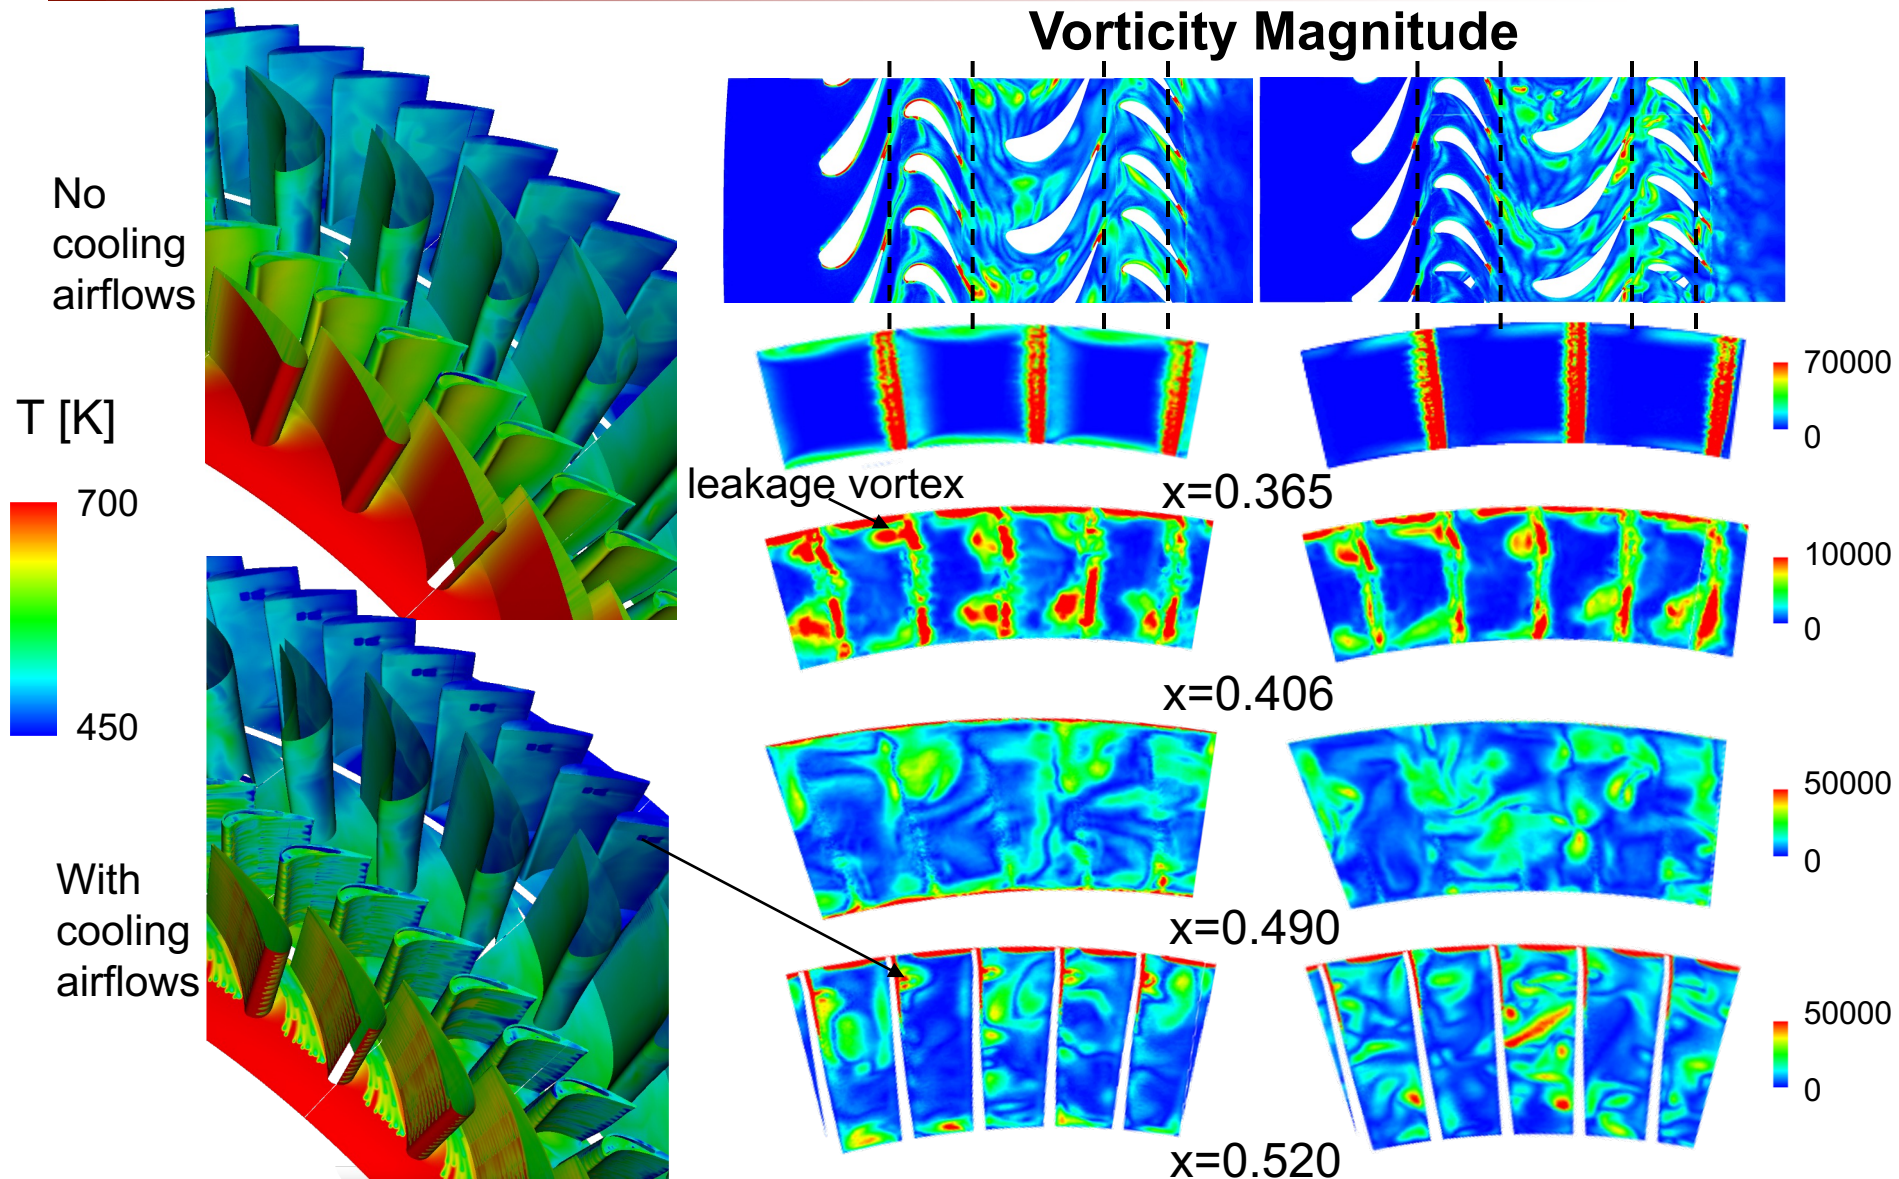 Vorticity Magnitude
No
cooling
airflows
T [K]
700
450
With
cooling
airflows
70000
0
leakage vortex
x=0.365
10000
0
x=0.406
50000
0
x=0.490
50000
0
x=0.520